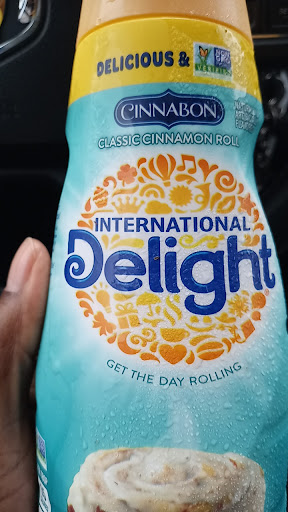 DELICIOUS &
CINNABON
CLASSIC CINNAMON ROLL
INTERNATIONAL
Delight
GET THE DAY ROLLING